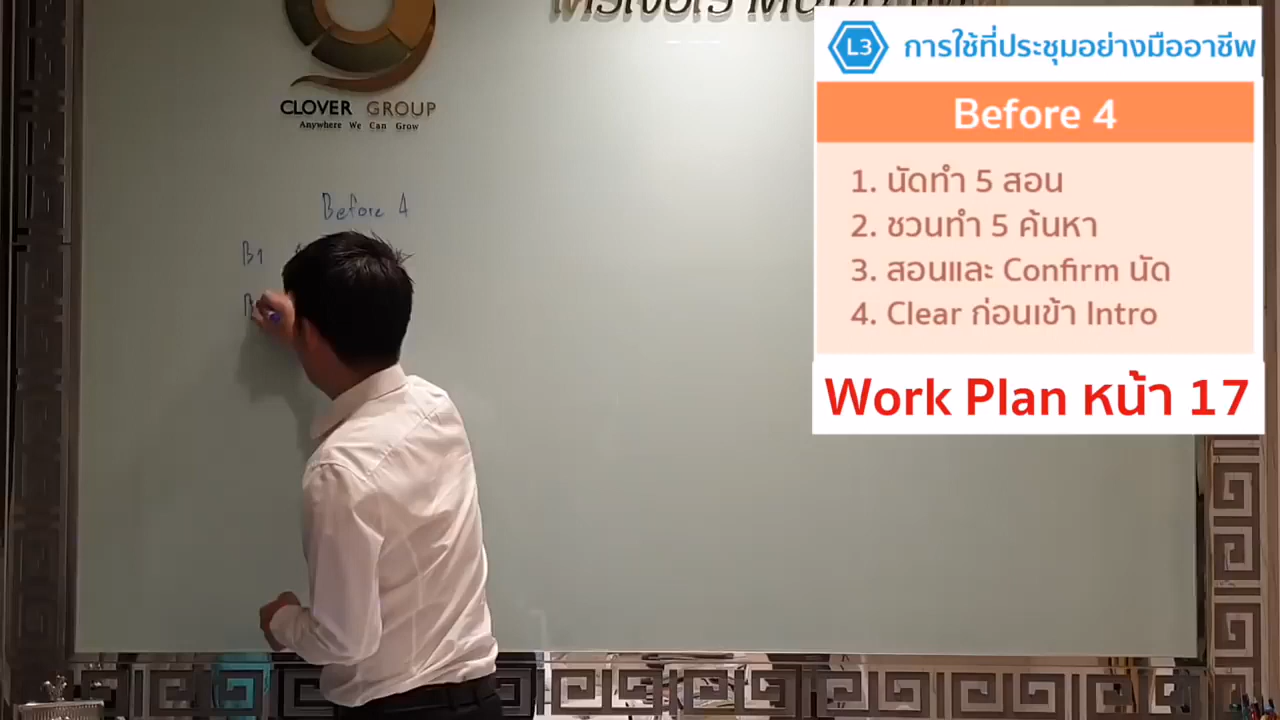 CLOVER GROUP
Anywhere We Can Grow
Before 4
B1
L3 การใช้ที่ประชุมอย่างมืออาชีพ
Before 4
1. นัดทำ 5 สอน
2. ชวนทำ 5 ค้นหา
3. สอนและ Confirm นัด
4. Clear ก่อนเข้า Intro
Work Plan หน้า 17